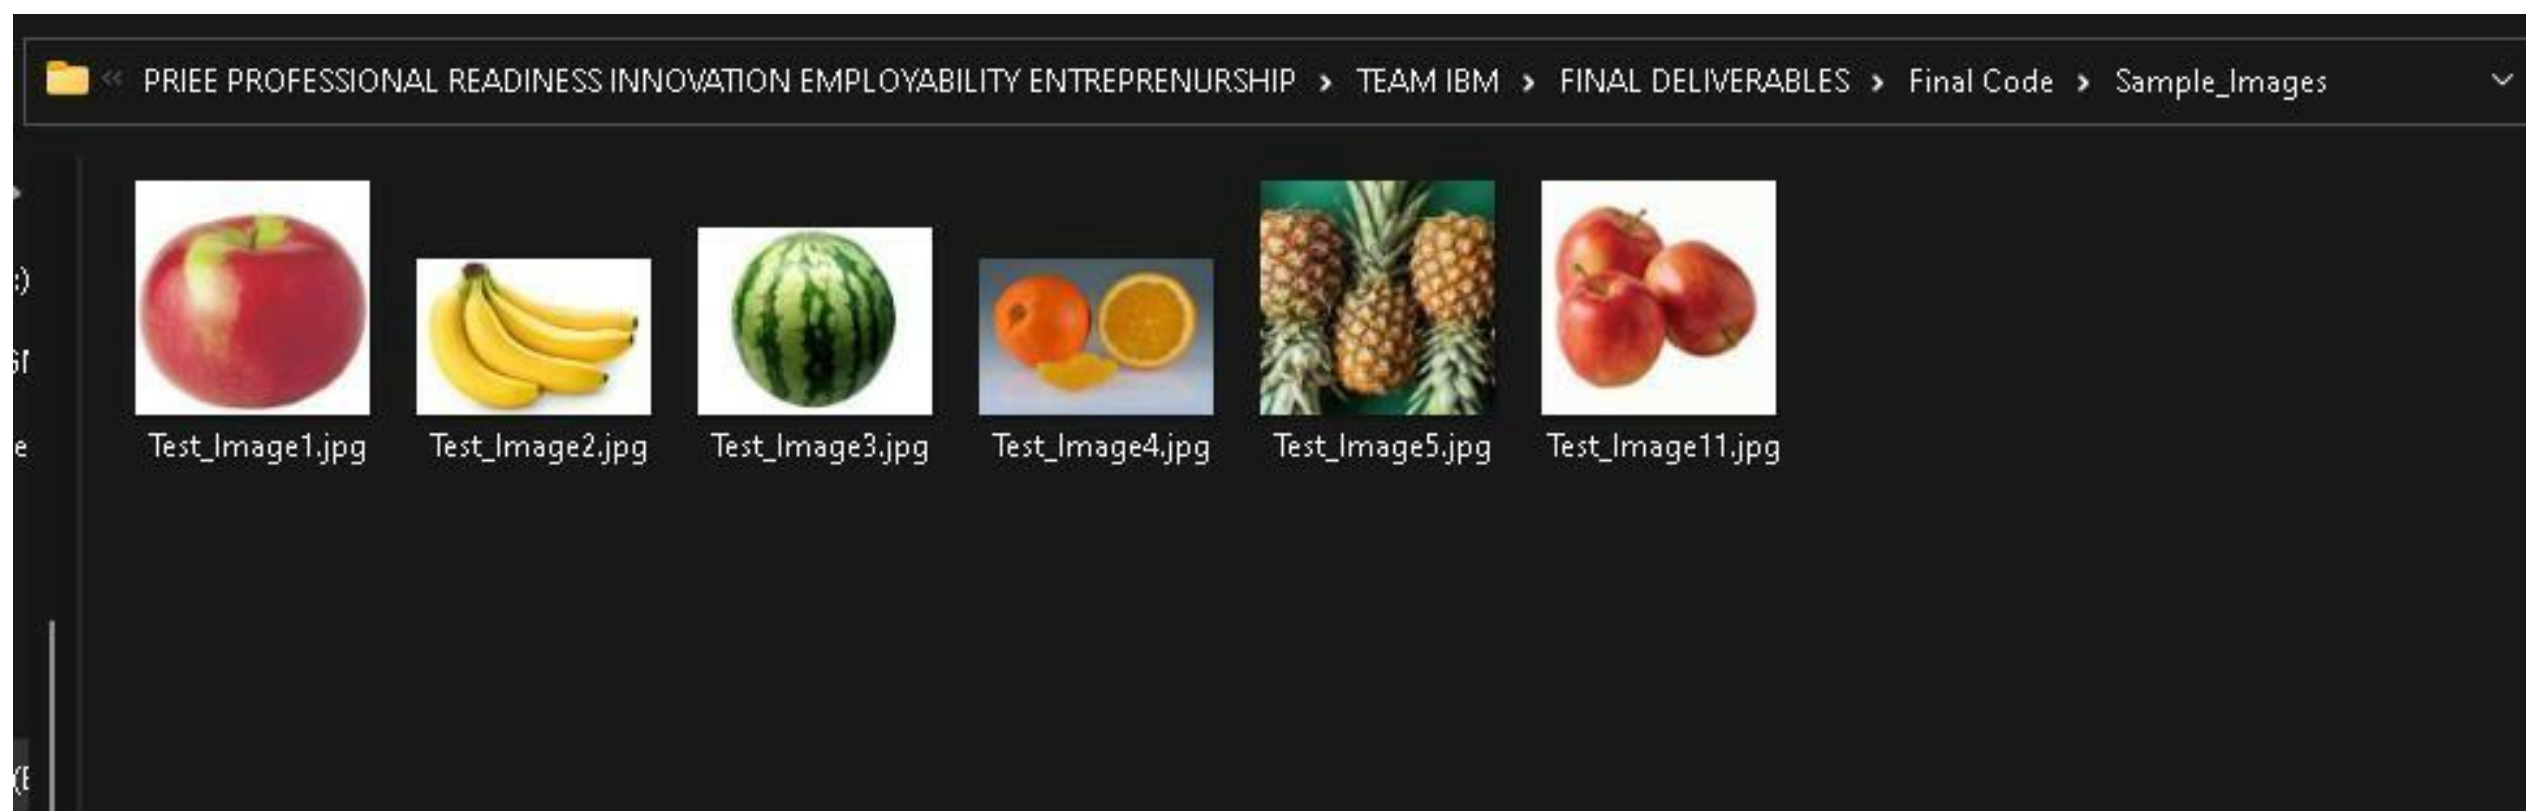 « PRIEE PROFESSIONAL READINESS INNOVATION EMPLOYABILITY ENTREPRENURSHIP > TEAM IBM > FINAL DELIVERABLES > Final Code > Sample_Images
:)
e
Test_Image1.jpg Test_Image2.jpg Test_Image3.jpg Test_Image4.jpg Test_Image5.jpg Test_Image11.jpg
(E